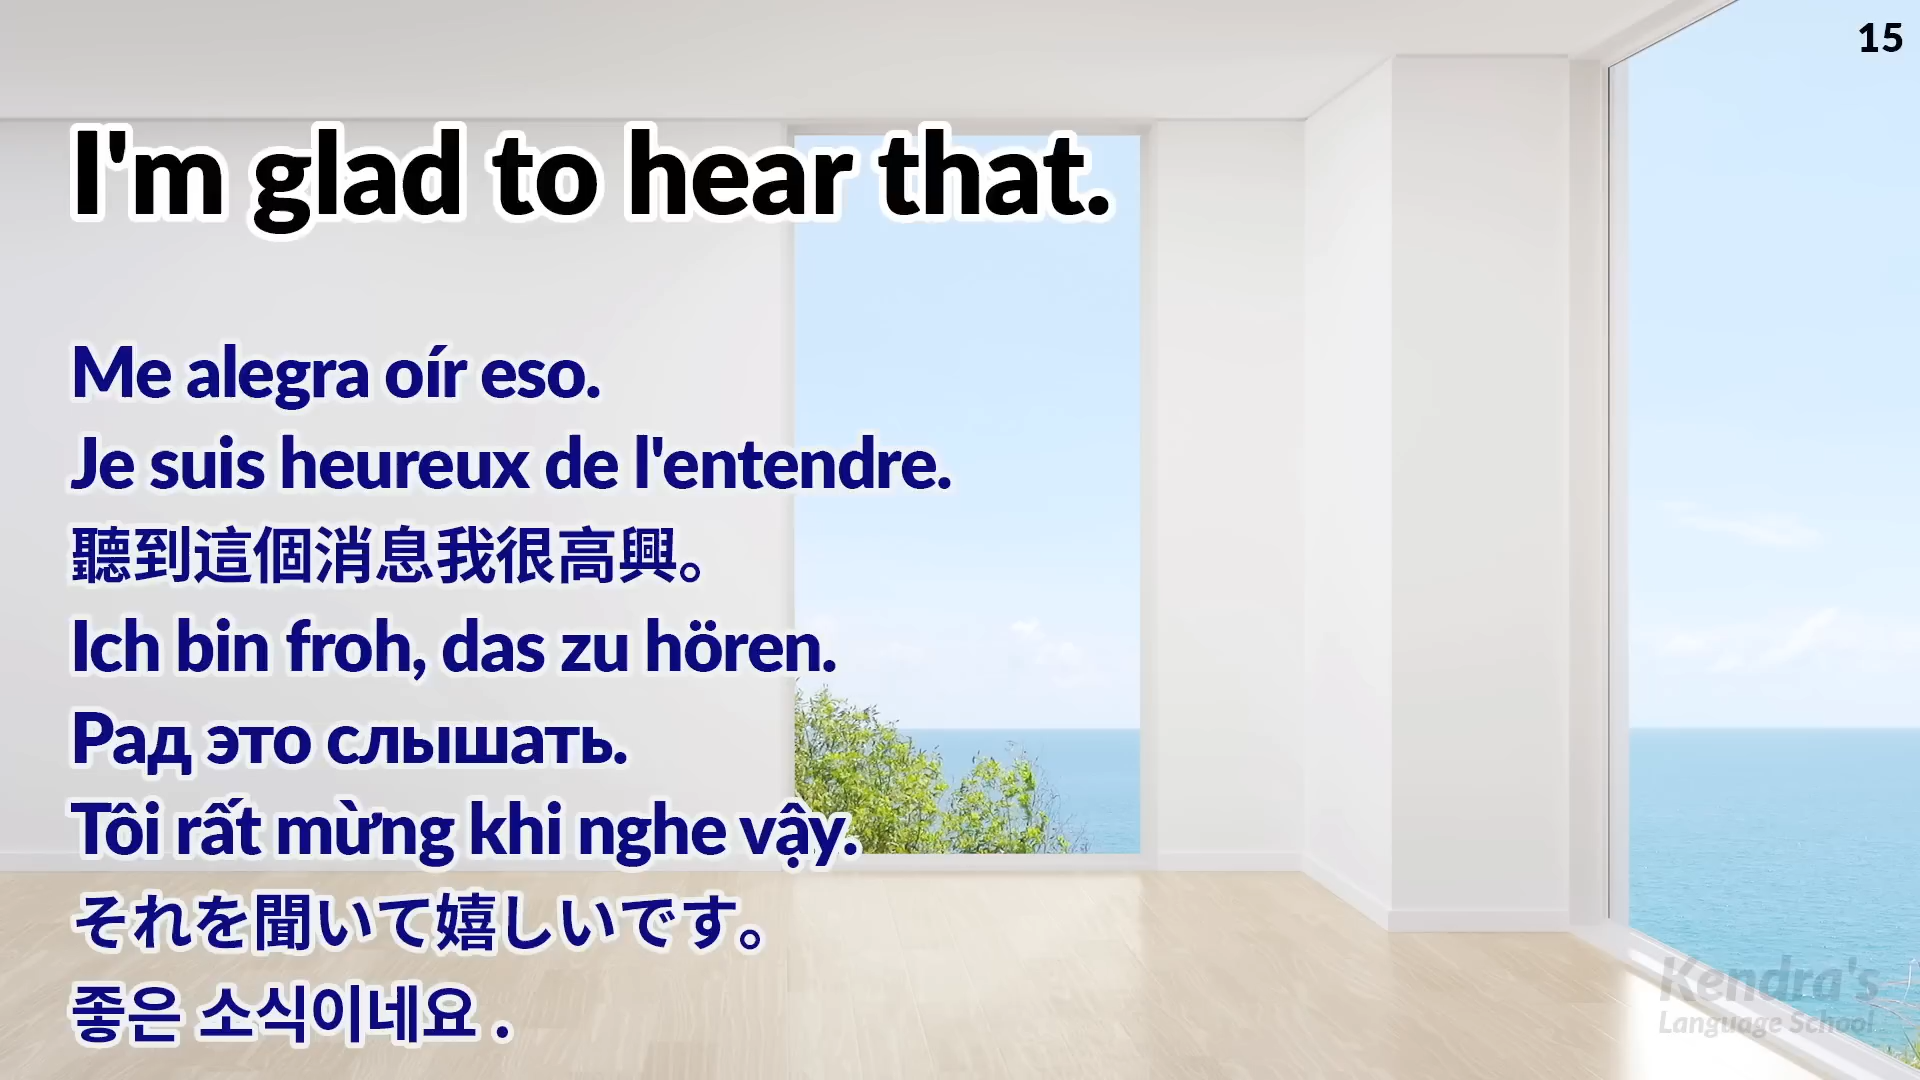 15
I'm glad to hear that.
Me alegra oír eso.
Je suis heureux de l'entendre.
聽到這個消息我很高興。
Ich bin froh, das zu hören.
Рад это слышать.
Tôi rất mừng khi nghe vậy.
それを聞いて嬉しいです。
좋은 소식이네요 .
Kendra's
Language School